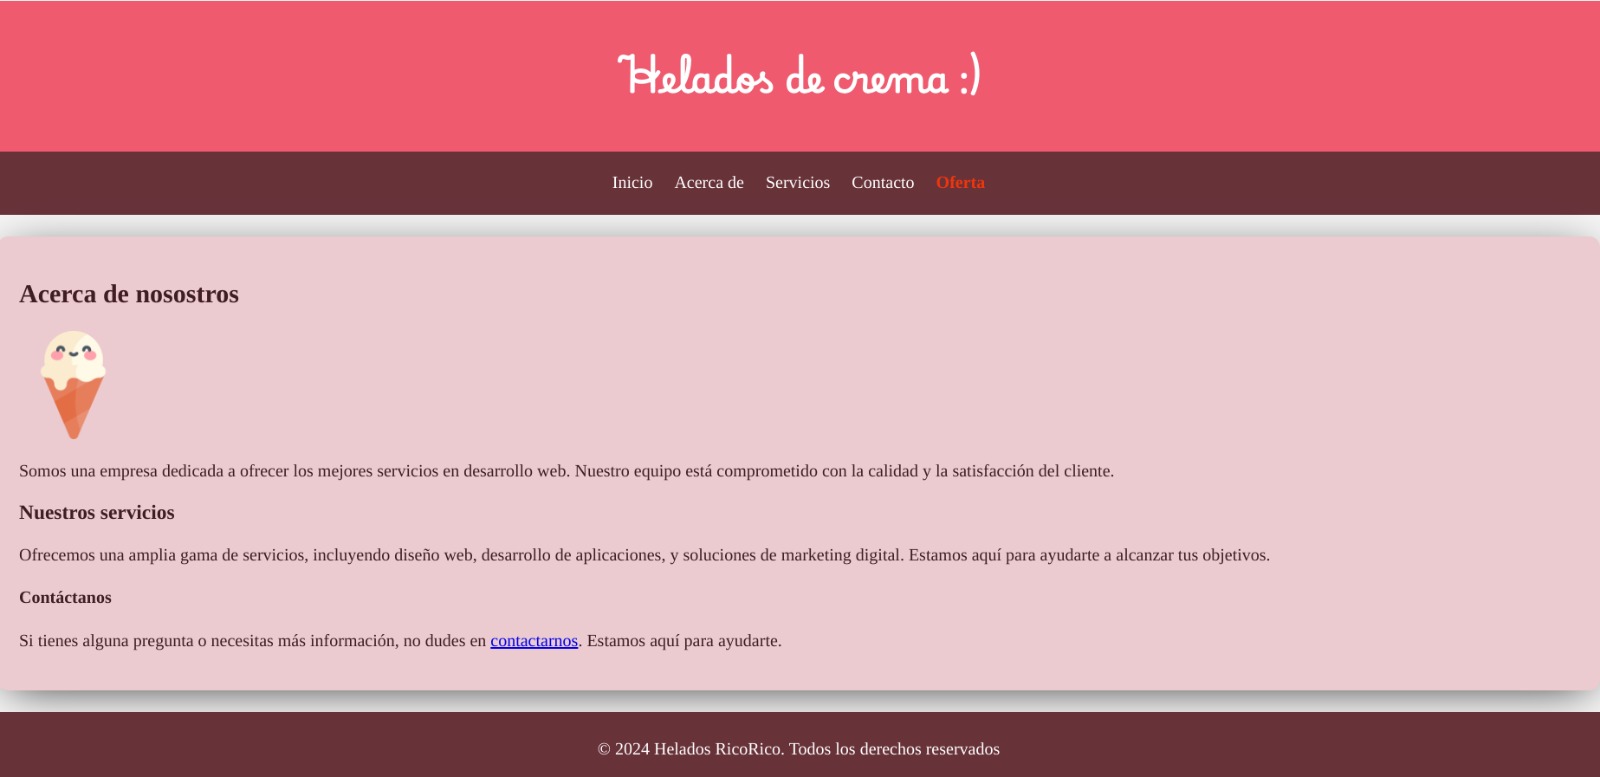 Helados de crema :)
Inicio Acerca de Servicios Contacto Oferta
Acerca de nosostros
Somos una empresa dedicada a ofrecer los mejores servicios en desarrollo web. Nuestro equipo está comprometido con la calidad y la satisfacción del cliente.
Nuestros servicios
Ofrecemos una amplia gama de servicios, incluyendo diseño web, desarrollo de aplicaciones, y soluciones de marketing digital. Estamos aquí para ayudarte a alcanzar tus objetivos.
Contáctanos
Si tienes alguna pregunta o necesitas más información, no dudes en contactarnos. Estamos aquí para ayudarte.
© 2024 Helados RicoRico. Todos los derechos reservados